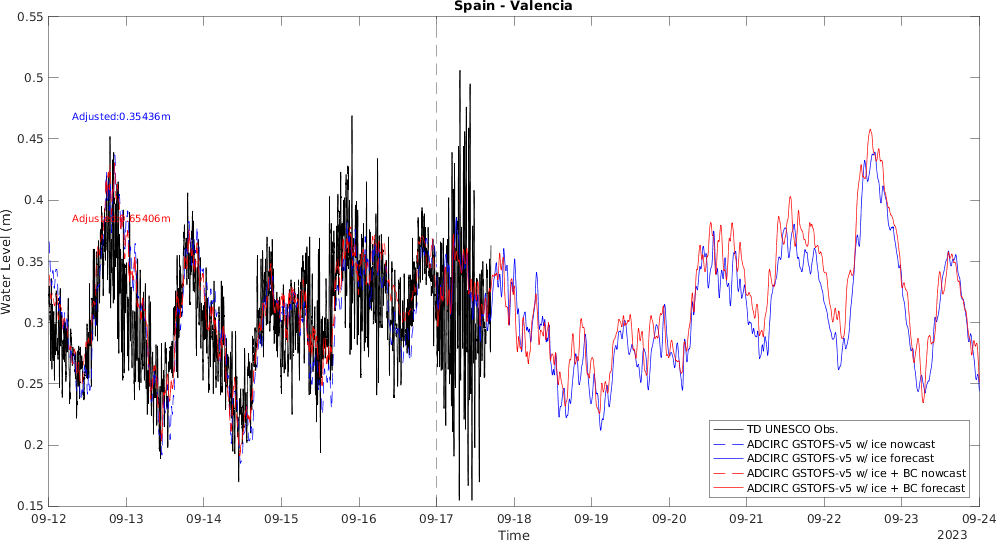 Spain - Valencia
0.55
0.5
0.45
0.4
0.35
0.3
0.25
0.2
0.15
Water Level (m)
Adjusted:0.35436m
09-12
09-13
09-14
09-15
09-16
09-17
09-18
09-19
09-20
09-21
09-22
09-23
09-24
Time
2023
TD UNESCO Obs.
ADCIRC GSTOFS-v5 w/ ice nowcast
ADCIRC GSTOFS-v5 w/ ice forecast
ADCIRC GSTOFS-v5 w/ ice + BC nowcast
ADCIRC GSTOFS-v5 w/ ice + BC forecast